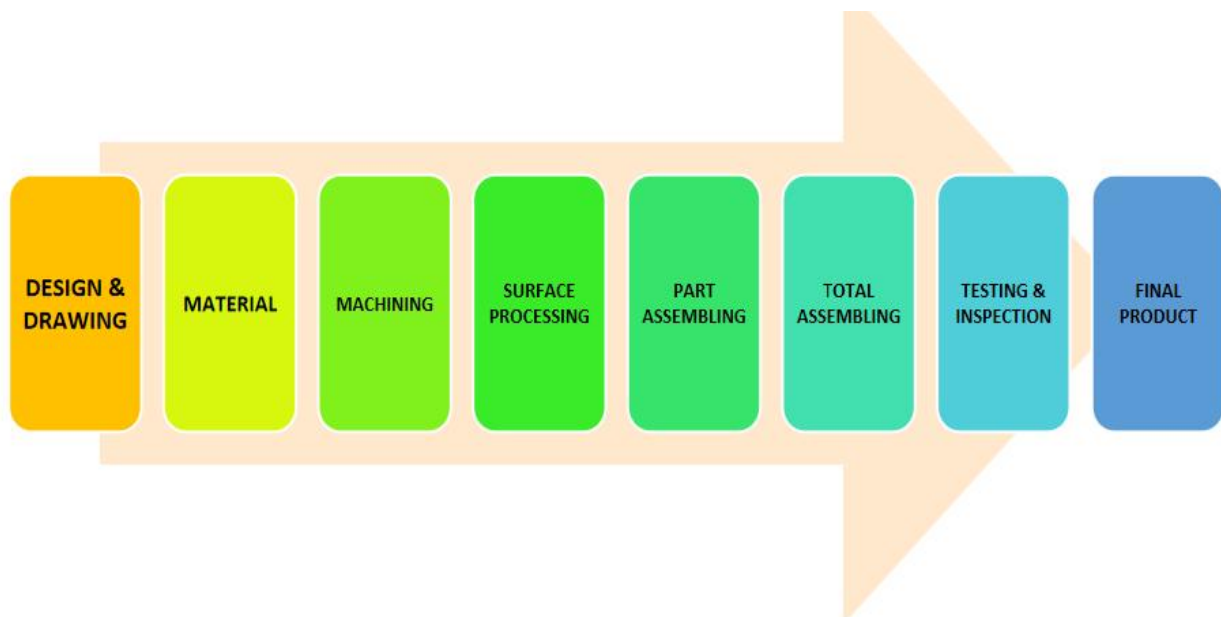 DESIGN &
DRAWING
MATERIAL
MACHINING
SURFACE
PROCESSING
PART
ASSEMBLING
TOTAL
ASSEMBLING
TESTING &
INSPECTION
FINAL
PRODUCT